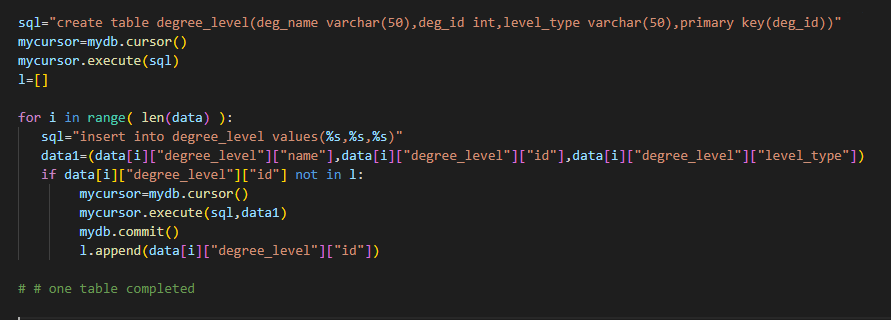 sql="create table degree_level(deg_name varchar(50),deg_id int,level_type varchar(50),primary key(deg_id))"
mycursor=mydb.cursor()
mycursor.execute(sql)
l=[]
for i in range( len(data) ):
sql="insert into degree_level values(%s,%s,%s)"
data1=(data[i]["degree_level"]["name"],data[i]["degree_level"]["id"],data[i]["degree_level"]["level_type"])
if data[i]["degree_level"]["id"] not in l:
mycursor=mydb.cursor()
mycursor.execute(sql,data1)
mydb.commit()
l.append(data[i]["degree_level"]["id"])
# # one table completed